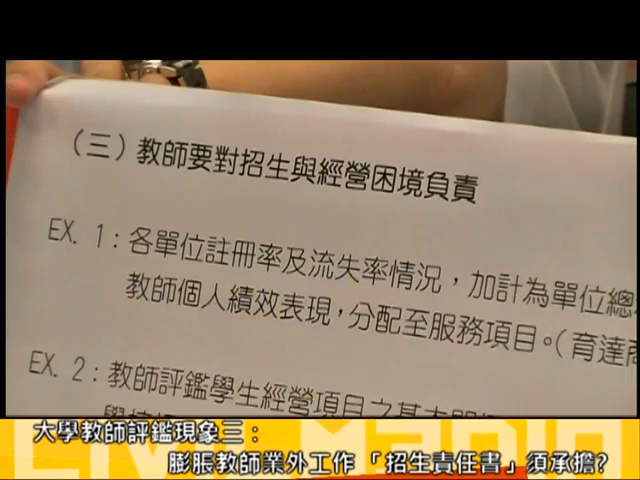 （三）教師要對招生與經營困境負責
EX. 1：各單位註冊率及流失率情況，加計為單位總
教師個人績效表現，分配至服務項目。（育達商
EX. 2：教師評鑑學生經營項目之基本門
大學教師評鑑現象三：
膨脹教師業外工作「招生責任書」須承擔？